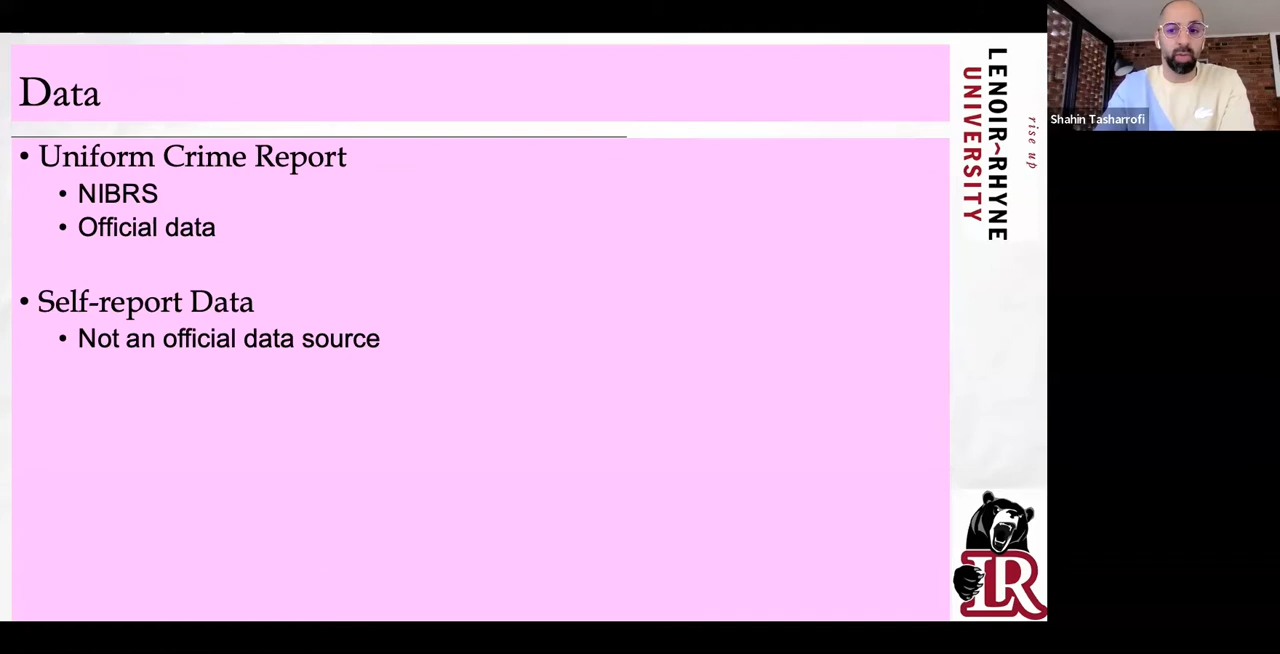 Data
• Uniform Crime Report
• NIBRS
• Official data
• Self-report Data
• Not an official data source
LENOIR-RHYNE
UNIVERSITY
rise up
LR
Shahin Tasharrofi